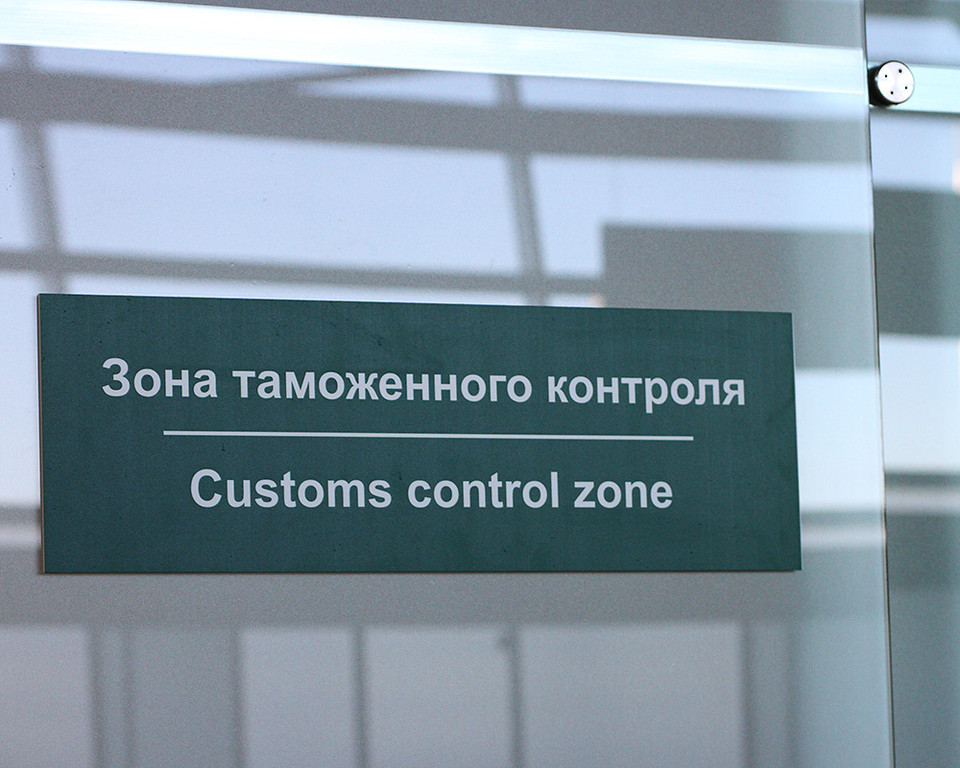 Зона таможенного контроля
Customs control zone